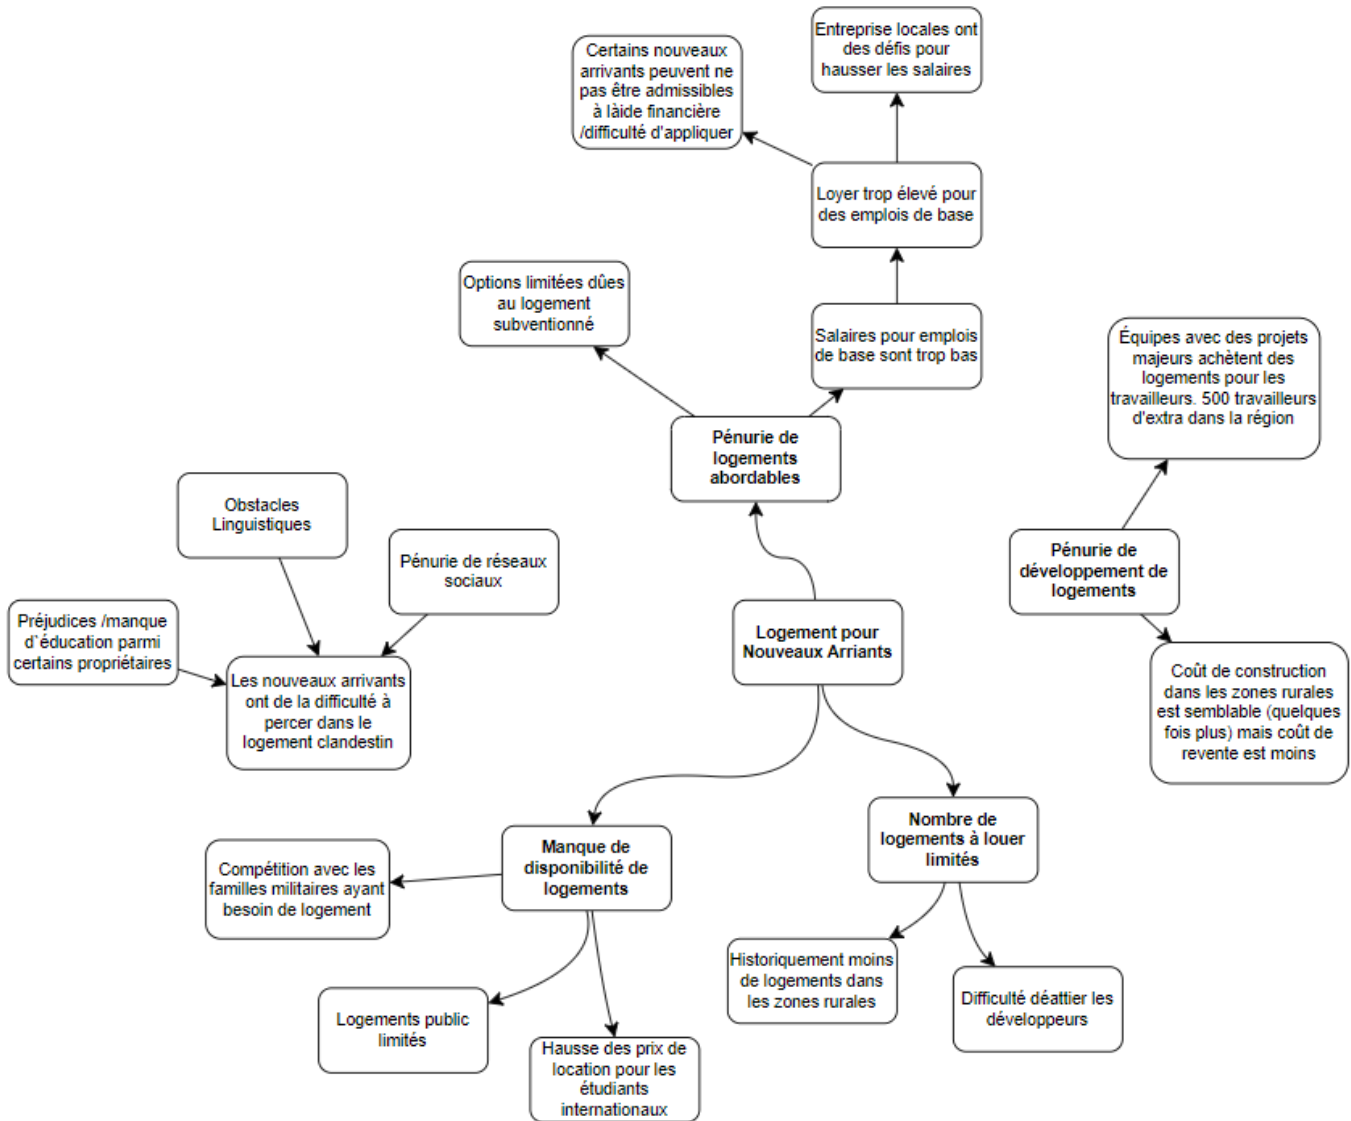 Entreprise locales ont
des défis pour
hausser les salaires
Certains nouveaux
arrivants peuvent ne
pas être admissibles
à làide financière
/difficulté d'appliquer
Loyer trop élevé pour
des emplois de base
Options limitées dûes
au logement
subventionné
Salaires pour emplois
de base sont trop bas
Équipes avec des projets
majeurs achètent des
logements pour les
travailleurs. 500 travailleurs
d'extra dans la région
Pénurie de
logements
abordables
Obstacles
Linguistiques
Pénurie de réseaux
sociaux
Pénurie de
développement de
logements
Préjudices /manque
d`éducation parmi
certains propriétaires
Logement pour
Nouveaux Arriants
Les nouveaux arrivants
ont de la difficulté à
percer dans le
logement clandestin
Coût de construction
dans les zones rurales
est semblable (quelques
fois plus) mais coût de
revente est moins
Nombre de
logements à louer
limités
Manque de
disponibilité de
logements
Compétition avec les
familles militaires ayant
besoin de logement
Historiquement moins
de logements dans
les zones rurales
Difficulté déattier les
développeurs
Logements public
limités
Hausse des prix de
location pour les
étudiants
internationaux